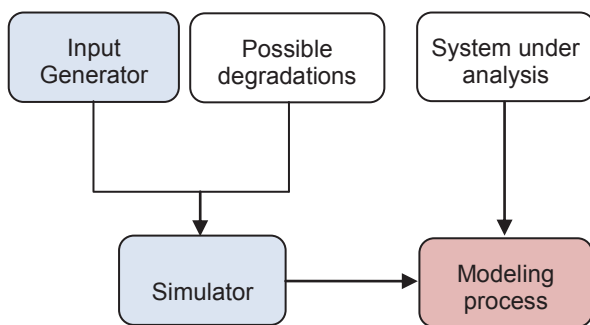 Input
Generator
Possible
degradations
System under
analysis
Simulator
Modeling
process